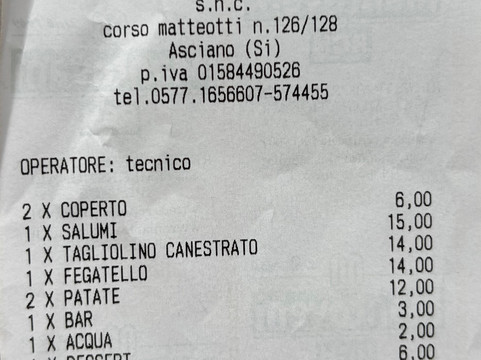 s.n.c.
corso matteotti n.126/128
Asciano (Si)
p.iva 01584490526
tel.0577.1656607-574455
OPERATORE: tecnico
2 X COPERTO 6,00
1 X SALUMI 15,00
1 X TAGLIOLINO CANESTRATO 14,00
1 X FEGATELLO 14,00
2 X PATATE 12,00
1 X BAR 3,00
1 X ACQUA 2,00
X DESSERT 6,00